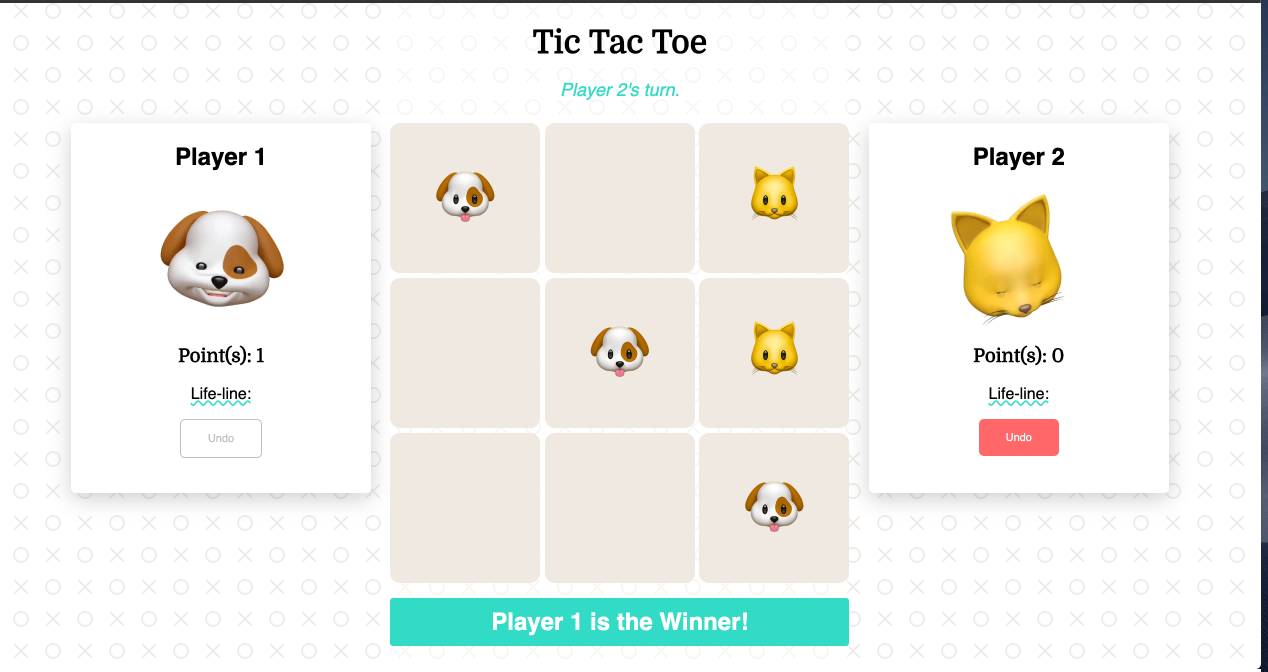 Tic Tac Toe
Player 2's turn.
Player 1
Point(s): 1
Life-line:
Undo
Player 2
Point(s): 0
Life-line:
Undo
Player 1 is the Winner!